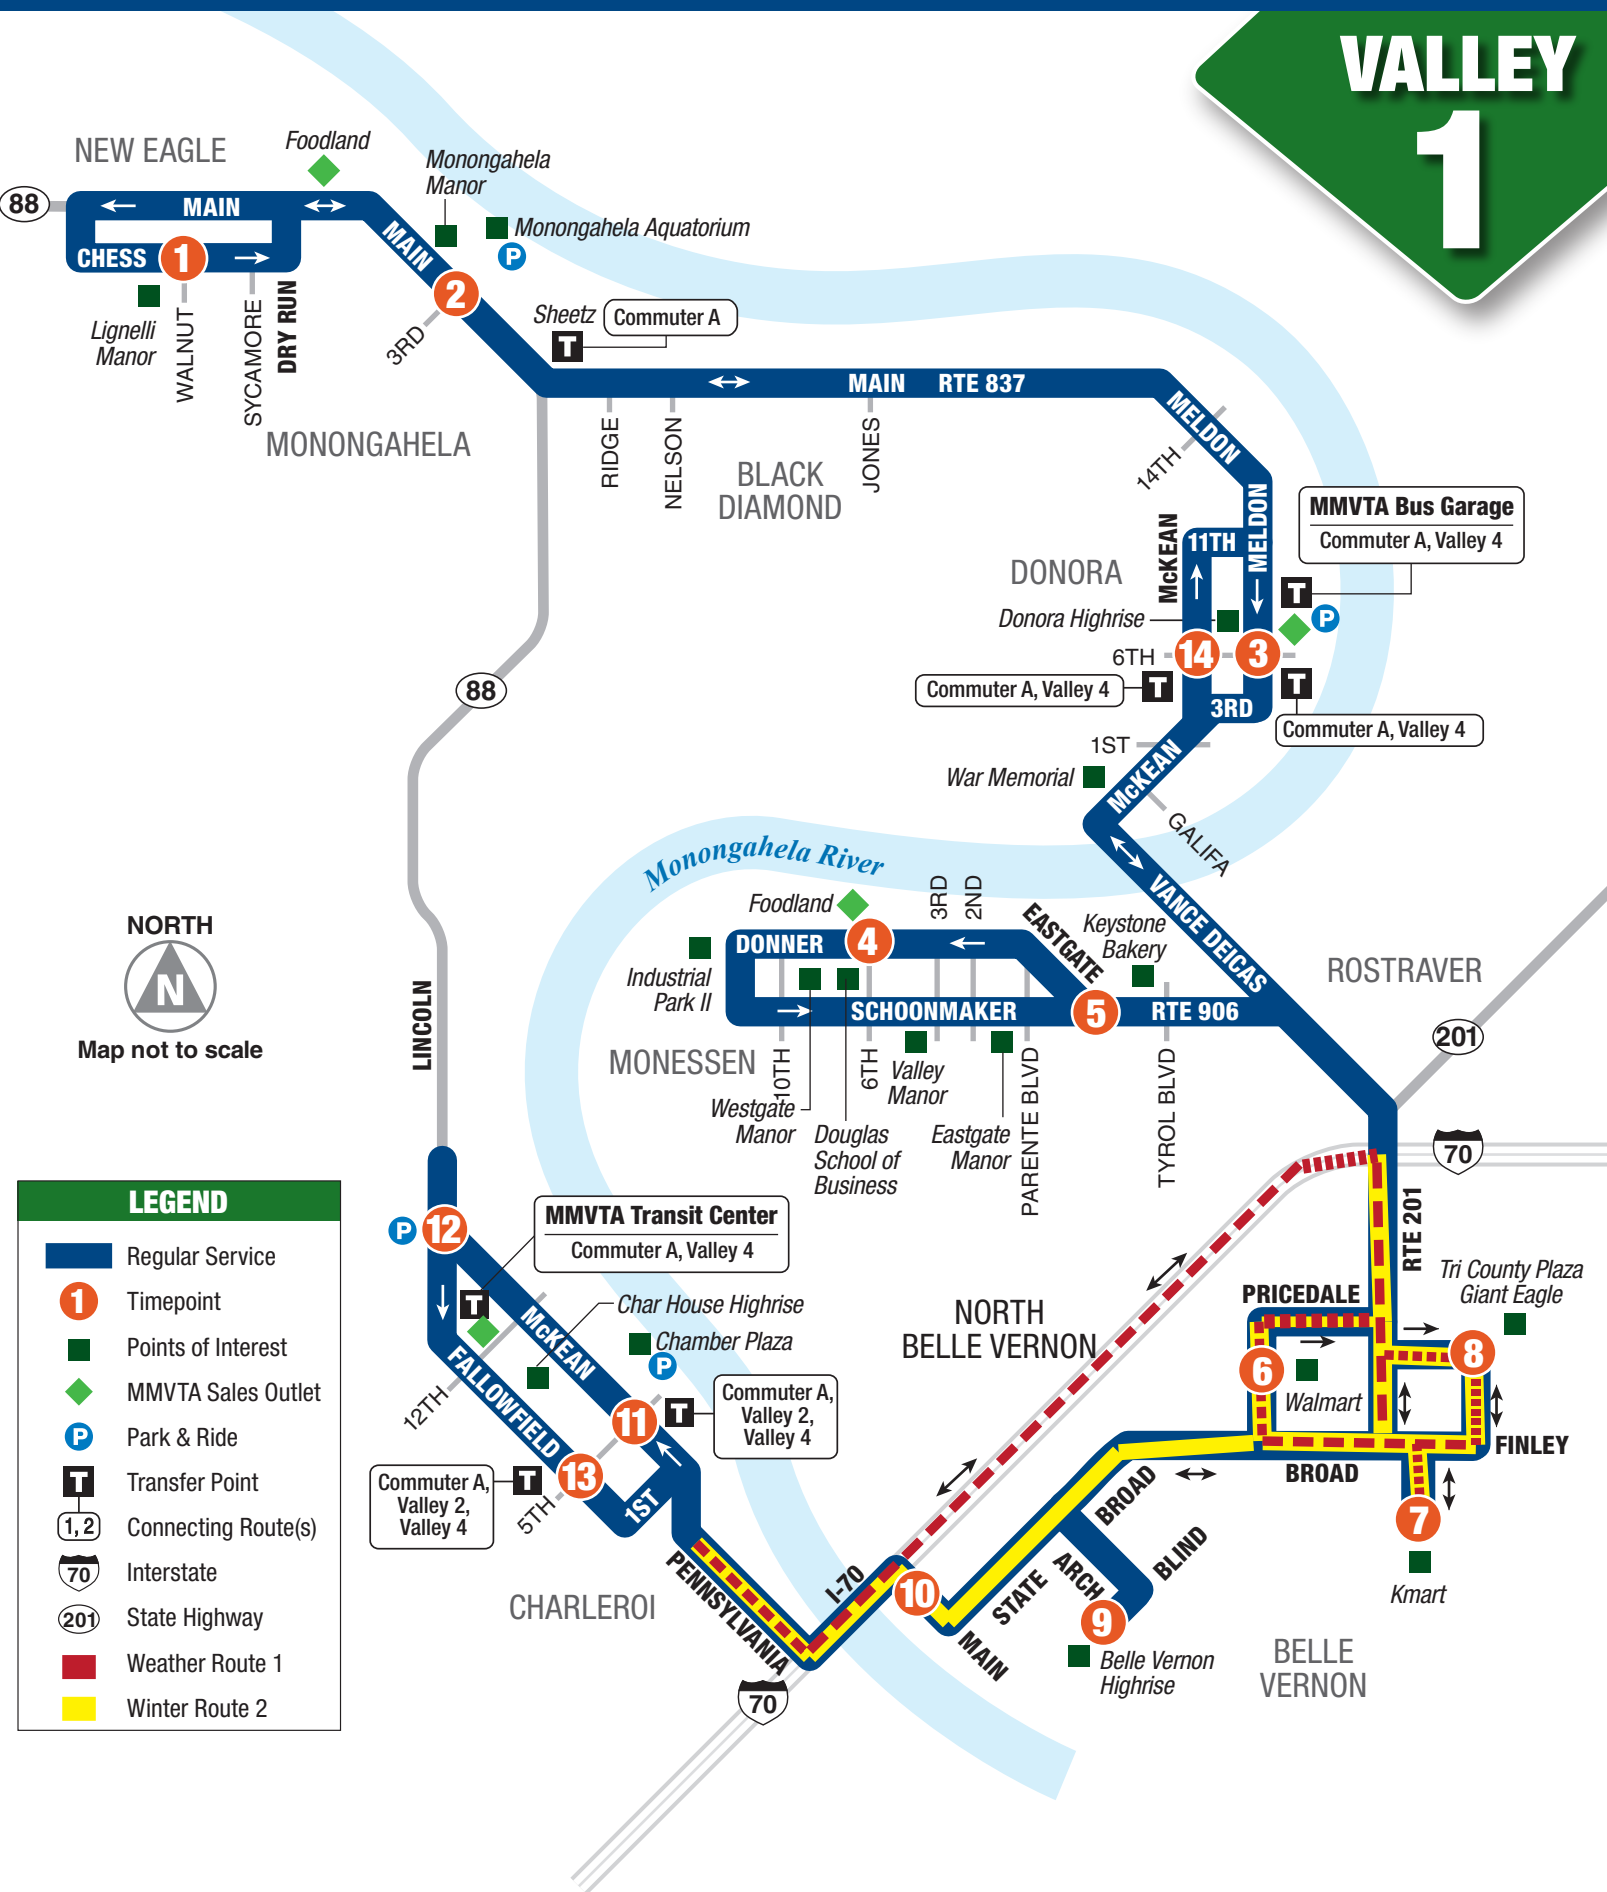 VALLEY
1
NEW EAGLE
Foodland
Monongahela
Manor
88
MAIN
MAIN
Monongahela Aquatorium
P
CHESS
1
2
Lignelli
Manor
WALNUT
SYCAMORE
DRY RUN
3RD
Sheetz
Commuter A
T
MAIN RTE 837
MONONGAHELA
RIDGE
NELSON
JONES
BLACK
DIAMOND
MELDON
14TH
MELDON
McKEAN
11TH
MMVTA Bus Garage
Commuter A, Valley 4
DONORA
T
P
Donora Highrise
6TH
14
3
Commuter A, Valley 4
T
T
3RD
Commuter A, Valley 4
88
1ST
McKEAN
War Memorial
GALIFA
Monongahela River
VANCE DEICAS
Foodland
3RD
2ND
EASTGATE
Keystone
Bakery
DONNER
4
Industrial
Park II
SCHOONMAKER
5
RTE 906
ROSTRAVER
201
NORTH
N
Map not to scale
LINCOLN
MONESSEN
10TH
6TH
Valley
Manor
PARENTE BLVD
TYROL BLVD
Westgate
Manor
Douglas
School of
Business
Eastgate
Manor
70
RTE 201
LEGEND
Regular Service
1
Timepoint
Points of Interest
MMVTA Sales Outlet
P
Park & Ride
T
Transfer Point
1, 2
Connecting Route(s)
70
Interstate
201
State Highway
Weather Route 1
Winter Route 2
P
12
MMVTA Transit Center
Commuter A, Valley 4
T
McKEAN
Char House Highrise
Chamber Plaza
P
FALLOWFIELD
12TH
11
T
Commuter A,
Valley 2,
Valley 4
13
T
Commuter A,
Valley 2,
Valley 4
5TH
1ST
CHARLEROI
PENNSYLVANIA
I-70
70
10
MAIN
STATE
ARCH
BROAD
BLIND
9
Belle Vernon
Highrise
NORTH
BELLE VERNON
PRICEDALE
6
Walmart
Tri County Plaza
Giant Eagle
8
FINLEY
BROAD
7
Kmart
BELLE
VERNON